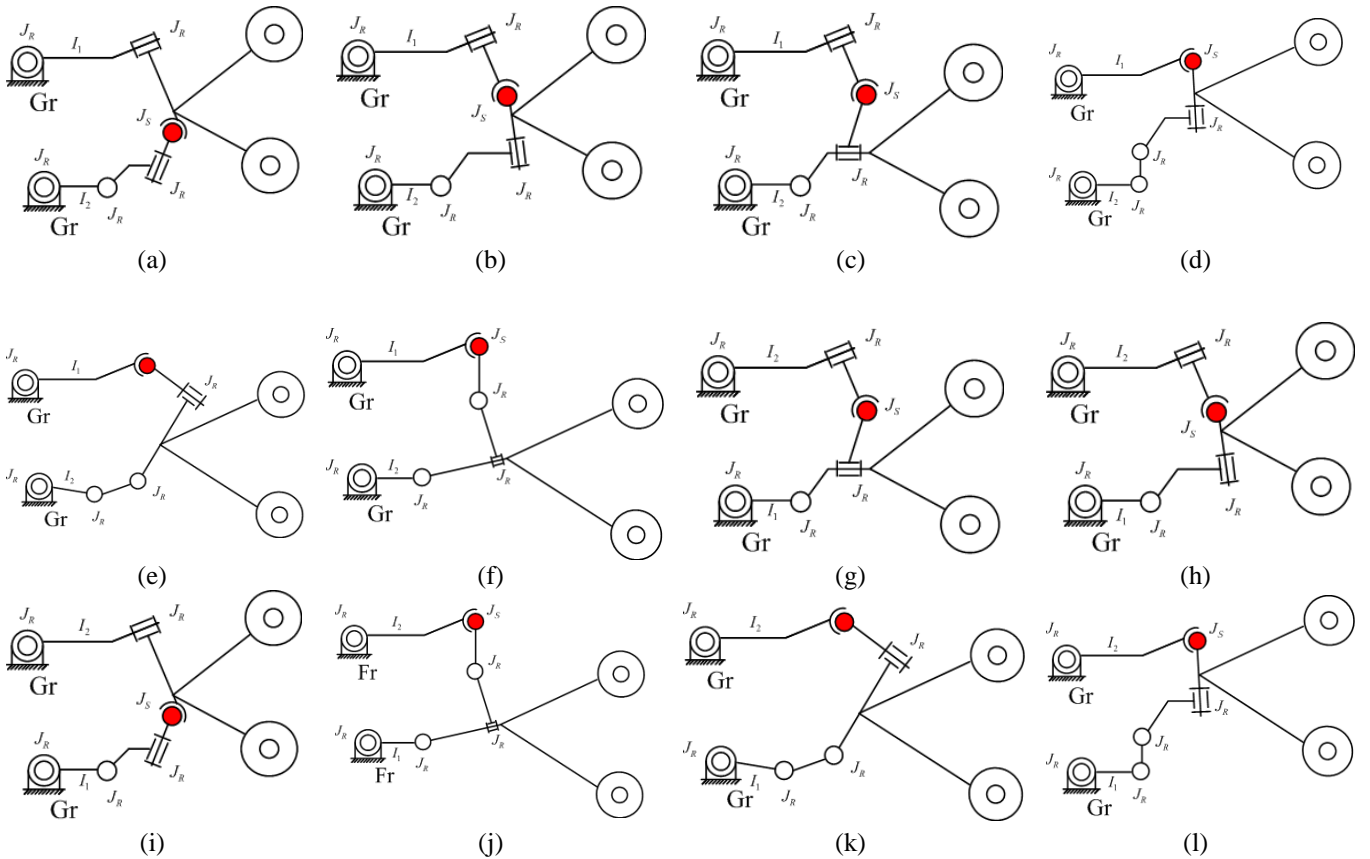 J_R I_1 J_R
Gr
J_S
J_R I_2 J_R J_R
Gr
(a)
J_R I_1 J_R
Gr
J_S
J_R I_2 J_R J_R
Gr
(b)
J_R I_1 J_R
Gr
J_S
J_R I_2 J_R J_R
Gr
(c)
J_R I_1 J_S
Gr
J_R J_R
J_R I_2 J_R
Gr
(d)
J_R I_1 J_R
Gr
J_R I_2 J_R J_R
Gr
(e)
J_R I_1 J_S
Gr
J_R
J_R I_2 J_R J_R
Gr
(f)
J_R I_2 J_R
Gr
J_S
J_R I_1 J_R J_R
Gr
(g)
J_R I_2 J_R
Gr
J_S
J_R I_1 J_R J_R
Gr
(h)
J_R I_2 J_R
Gr
J_S
J_R I_1 J_R J_R
Gr
(i)
J_R I_2 J_S
Fr
J_R
J_R I_1 J_R J_R
Fr
(j)
J_R I_2 J_R
Gr
J_R I_1 J_R J_R
Gr
(k)
J_R I_2 J_S
Gr
J_R J_R
J_R I_1 J_R
Gr
(l)